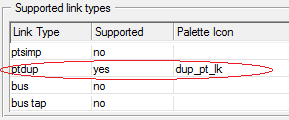 Supported link types
Link Type Supported Palette Icon
ptsimp no
ptdup yes dup_pt_lk
bus no
bus tap no